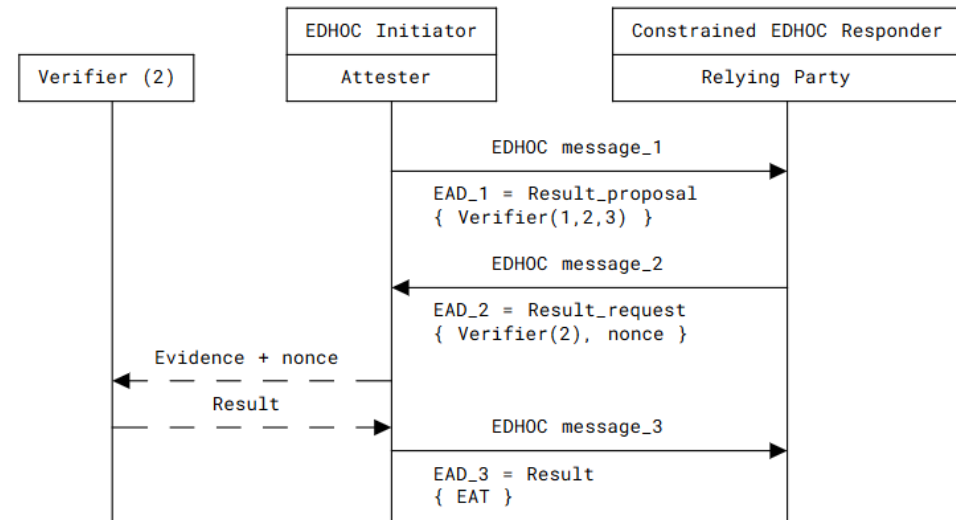 EDHOC Initiator
Constrained EDHOC Responder
Verifier (2)
Attester
Relying Party
EDHOC message_1
EAD_1 = Result_proposal
{ Verifier(1,2,3) }
EDHOC message_2
EAD_2 = Result_request
{ Verifier(2), nonce }
Evidence + nonce
Result
EDHOC message_3
EAD_3 = Result
{ EAT }